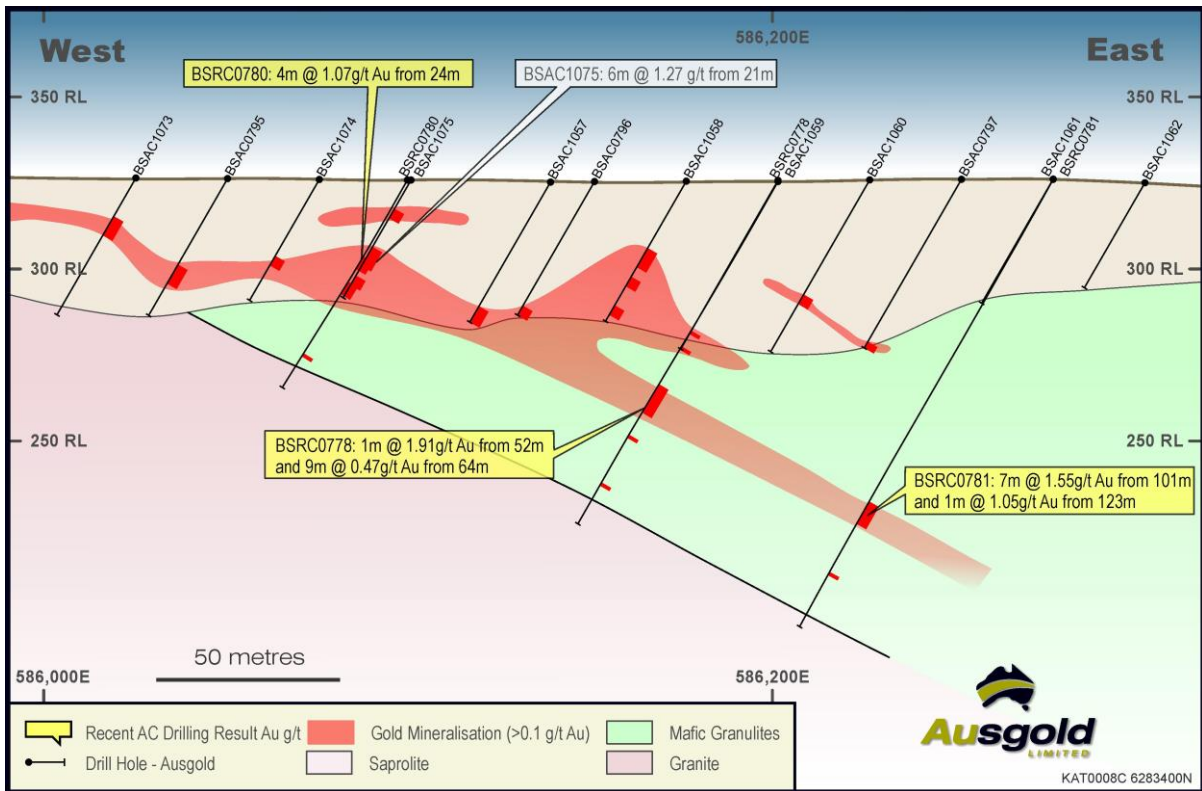 West
586,200E
East
BSRC0780: 4m @ 1.07g/t Au from 24m
BSAC1075: 6m @ 1.27 g/t from 21m
350 RL
350 RL
BSAC1073
BSAC0795
BSAC1074
BSRC0780
BSAC1075
BSAC1057
BSAC0796
BSAC1058
BSRC0778
BSAC1059
BSAC1060
BSAC0797
BSAC1061
BSRC0781
BSAC1062
300 RL
300 RL
250 RL
250 RL
BSRC0778: 1m @ 1.91g/t Au from 52m
and 9m @ 0.47g/t Au from 64m
BSRC0781: 7m @ 1.55g/t Au from 101m
and 1m @ 1.05g/t Au from 123m
50 metres
586,000E
586,200E
Recent AC Drilling Result Au g/t
Gold Mineralisation (>0.1 g/t Au)
Mafic Granulites
Drill Hole - Ausgold
Saprolite
Granite
Ausgold
LIMITED
KAT0008C 6283400N